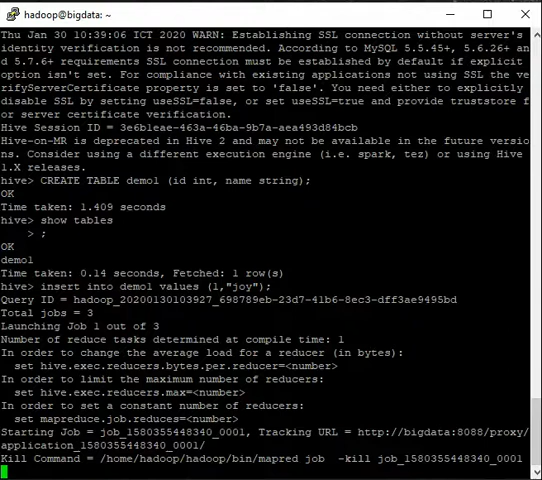 hadoop@bigdata: ~
Thu Jan 30 10:39:06 ICT 2020 WARN: Establishing SSL connection without server's
identity verification is not recommended. According to MySQL 5.5.45+, 5.6.26+ an
d 5.7.6+ requirements SSL connection must be established by default if explicit
option isn't set. For compliance with existing applications not using SSL the ve
rifyServerCertificate property is set to 'false'. You need either to explicitly
disable SSL by setting useSSL=false, or set useSSL=true and provide truststore f
or server certificate verification.
Hive Session ID = 3e6b1eae-463a-46ba-9b7a-aea493d84bcb
Hive-on-MR is deprecated in Hive 2 and may not be available in the future versio
ns. Consider using a different execution engine (i.e. spark, tez) or using Hive
1.X releases.
hive> CREATE TABLE demo1 (id int, name string);
OK
Time taken: 1.409 seconds
hive> show tables
    > ;
OK
demo1
Time taken: 0.14 seconds, Fetched: 1 row(s)
hive> insert into demo1 values (1,"joy");
Query ID = hadoop_20200130103927_698789eb-23d7-41b6-8ec3-dff3ae9495bd
Total jobs = 3
Launching Job 1 out of 3
Number of reduce tasks determined at compile time: 1
In order to change the average load for a reducer (in bytes):
  set hive.exec.reducers.bytes.per.reducer=<number>
In order to limit the maximum number of reducers:
  set hive.exec.reducers.max=<number>
In order to set a constant number of reducers:
  set mapreduce.job.reduces=<number>
Starting Job = job_1580355448340_0001, Tracking URL = http://bigdata:8088/proxy/
application_1580355448340_0001/
Kill Command = /home/hadoop/hadoop/bin/mapred job  -kill job_1580355448340_0001